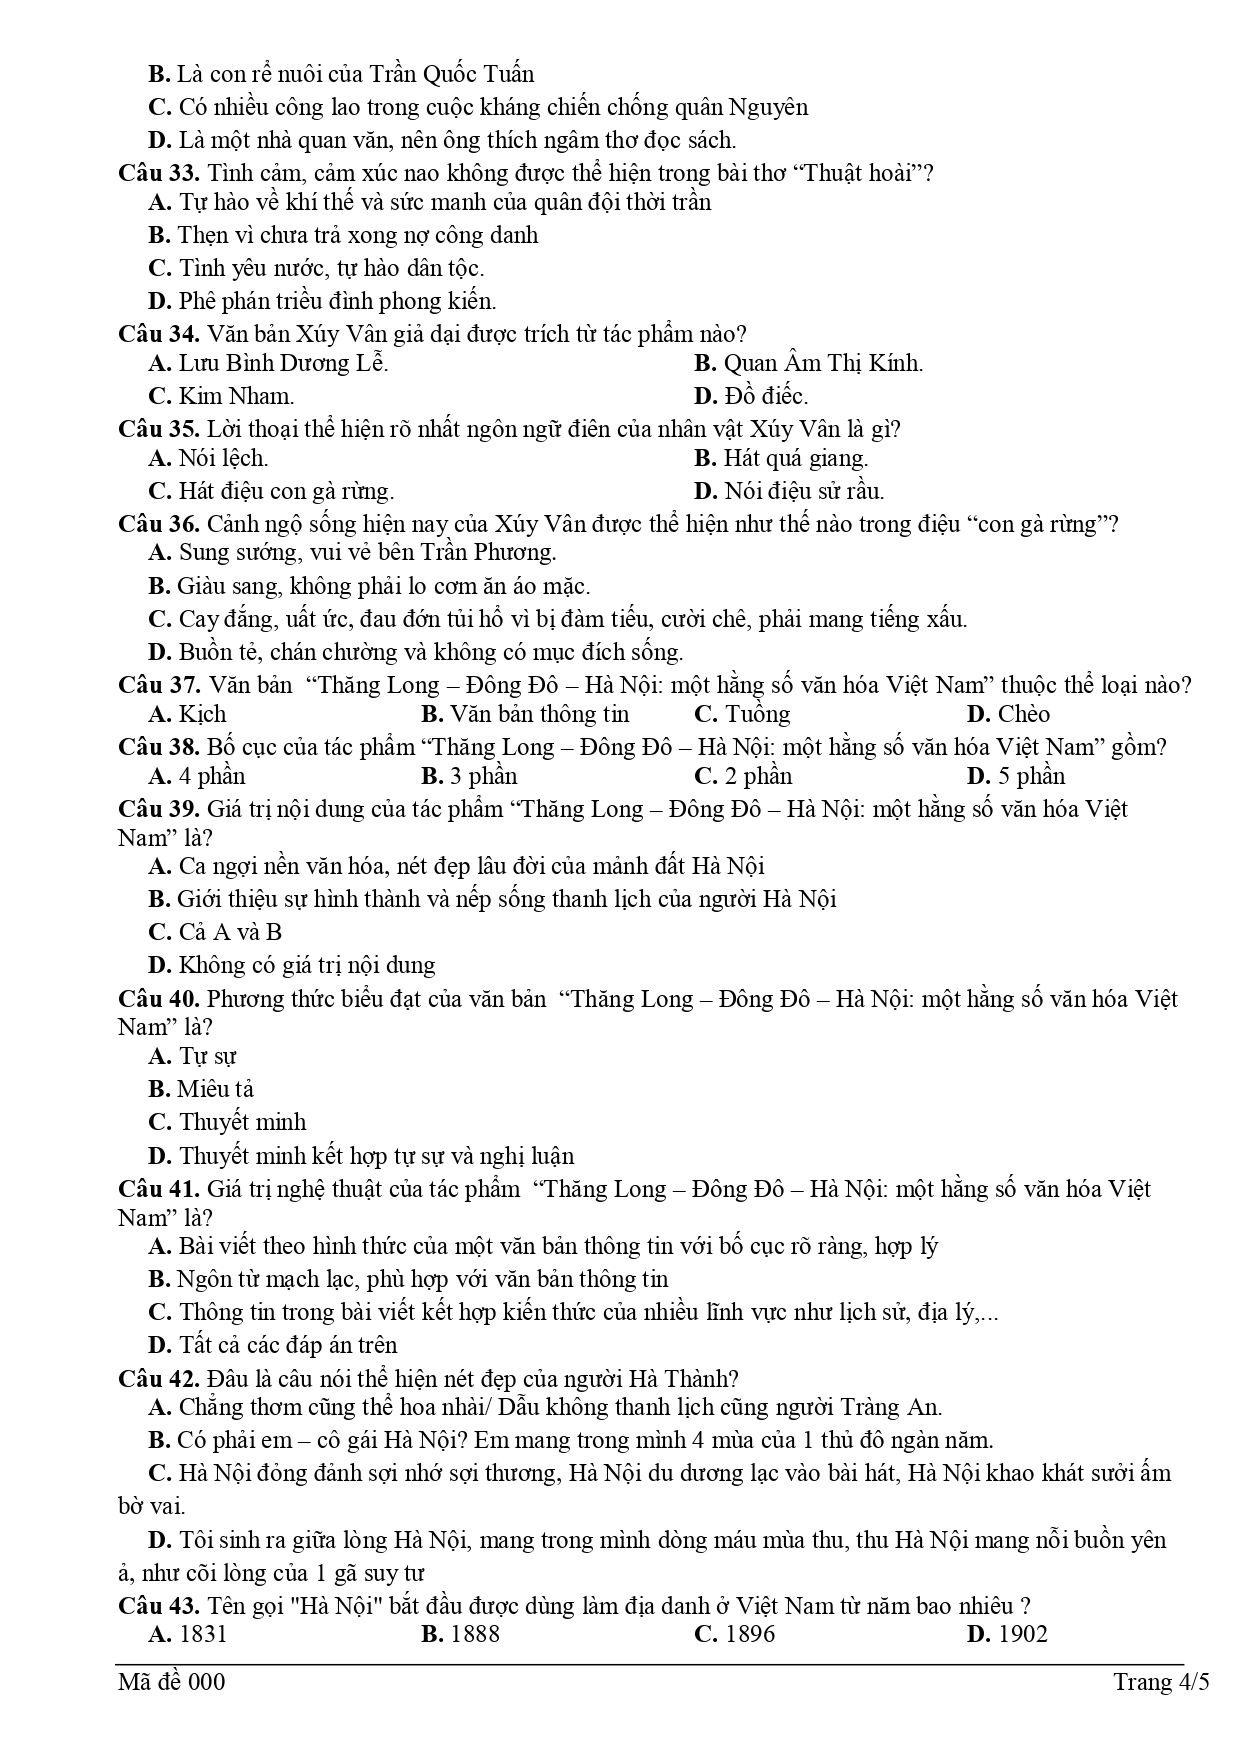 B. Là con rể nuôi của Trần Quốc Tuấn
C. Có nhiều công lao trong cuộc kháng chiến chống quân Nguyên
D. Là một nhà quan văn, nên ông thích ngâm thơ đọc sách.
Câu 33. Tình cảm, cảm xúc nao không được thể hiện trong bài thơ “Thuật hoài”?
A. Tự hào về khí thế và sức manh của quân đội thời trần
B. Thẹn vì chưa trả xong nợ công danh
C. Tình yêu nước, tự hào dân tộc.
D. Phê phán triều đình phong kiến.
Câu 34. Văn bản Xúy Vân giả dại được trích từ tác phẩm nào?
A. Lưu Bình Dương Lễ. B. Quan Âm Thị Kính.
C. Kim Nham. D. Đồ điếc.
Câu 35. Lời thoại thể hiện rõ nhất ngôn ngữ điên của nhân vật Xúy Vân là gì?
A. Nói lệch. B. Hát quá giang.
C. Hát điệu con gà rừng. D. Nói điệu sử rầu.
Câu 36. Cảnh ngộ sống hiện nay của Xúy Vân được thể hiện như thế nào trong điệu “con gà rừng”?
A. Sung sướng, vui vẻ bên Trần Phương.
B. Giàu sang, không phải lo cơm ăn áo mặc.
C. Cay đắng, uất ức, đau đớn tủi hổ vì bị đàm tiếu, cười chê, phải mang tiếng xấu.
D. Buồn tẻ, chán chường và không có mục đích sống.
Câu 37. Văn bản “Thăng Long – Đông Đô – Hà Nội: một hằng số văn hóa Việt Nam” thuộc thể loại nào?
A. Kịch B. Văn bản thông tin C. Tuồng D. Chèo
Câu 38. Bố cục của tác phẩm “Thăng Long – Đông Đô – Hà Nội: một hằng số văn hóa Việt Nam” gồm?
A. 4 phần B. 3 phần C. 2 phần D. 5 phần
Câu 39. Giá trị nội dung của tác phẩm “Thăng Long – Đông Đô – Hà Nội: một hằng số văn hóa Việt
Nam” là?
A. Ca ngợi nền văn hóa, nét đẹp lâu đời của mảnh đất Hà Nội
B. Giới thiệu sự hình thành và nếp sống thanh lịch của người Hà Nội
C. Cả A và B
D. Không có giá trị nội dung
Câu 40. Phương thức biểu đạt của văn bản “Thăng Long – Đông Đô – Hà Nội: một hằng số văn hóa Việt
Nam” là?
A. Tự sự
B. Miêu tả
C. Thuyết minh
D. Thuyết minh kết hợp tự sự và nghị luận
Câu 41. Giá trị nghệ thuật của tác phẩm “Thăng Long – Đông Đô – Hà Nội: một hằng số văn hóa Việt
Nam” là?
A. Bài viết theo hình thức của một văn bản thông tin với bố cục rõ ràng, hợp lý
B. Ngôn từ mạch lạc, phù hợp với văn bản thông tin
C. Thông tin trong bài viết kết hợp kiến thức của nhiều lĩnh vực như lịch sử, địa lý,...
D. Tất cả các đáp án trên
Câu 42. Đâu là câu nói thể hiện nét đẹp của người Hà Thành?
A. Chẳng thơm cũng thể hoa nhài/ Dẫu không thanh lịch cũng người Tràng An.
B. Có phải em – cô gái Hà Nội? Em mang trong mình 4 mùa của 1 thủ đô ngàn năm.
C. Hà Nội đỏng đảnh sợi nhớ sợi thương, Hà Nội du dương lạc vào bài hát, Hà Nội khao khát sưởi ấm
bờ vai.
D. Tôi sinh ra giữa lòng Hà Nội, mang trong mình dòng máu mùa thu, thu Hà Nội mang nỗi buồn yên
ả, như cõi lòng của 1 gã suy tư
Câu 43. Tên gọi "Hà Nội" bắt đầu được dùng làm địa danh ở Việt Nam từ năm bao nhiêu ?
A. 1831 B. 1888 C. 1896 D. 1902
Mã đề 000 Trang 4/5